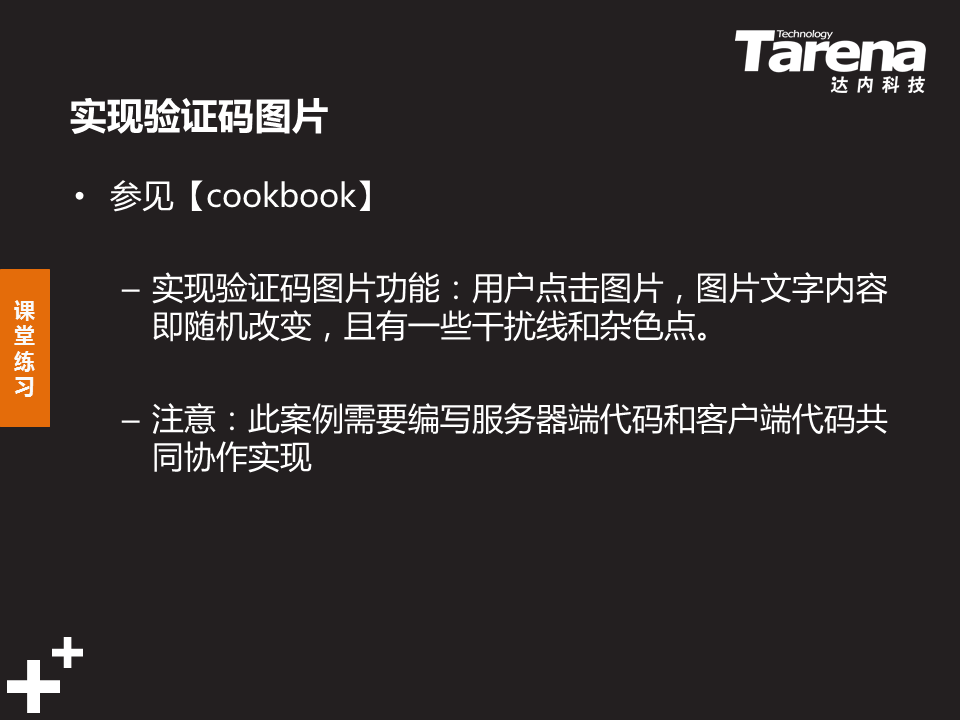 Technology
Tarena
达内科技
实现验证码图片
• 参见【cookbook】
– 实现验证码图片功能：用户点击图片，图片文字内容
即随机改变，且有一些干扰线和杂色点。
课
堂
练
习
– 注意：此案例需要编写服务器端代码和客户端代码共
同协作实现